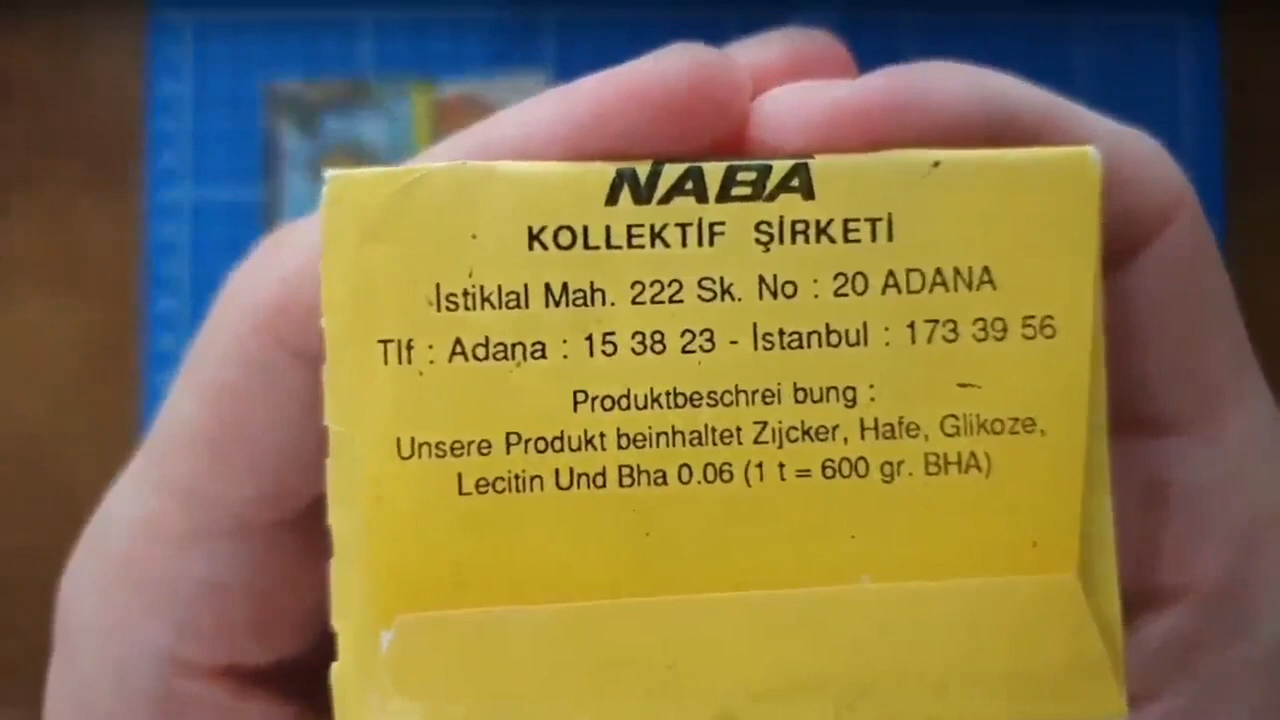 NABA
KOLLEKTİF ŞİRKETİ
İstiklal Mah. 222 Sk. No : 20 ADANA
Tlf : Adana : 15 38 23 - İstanbul : 173 39 56
Produktbeschrei bung :
Unsere Produkt beinhaltet Zıjcker, Hafe, Glikoze,
Lecitin Und Bha 0.06 (1 t = 600 gr. BHA)